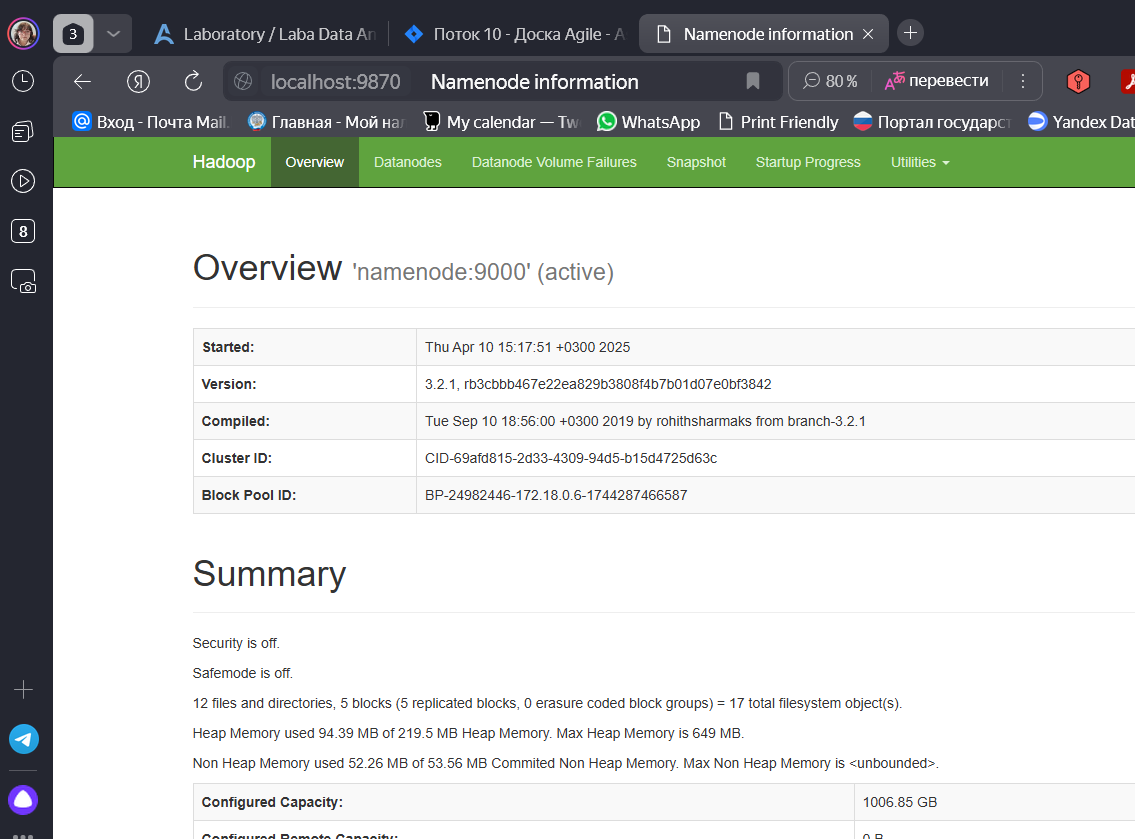 3
Laboratory / Laba Data An
Поток 10 - Доска Agile - A
Namenode information
Я
localhost:9870
Namenode information
80 %
перевести
Вход - Почта Mail.
Главная - Мой нал
My calendar — Tw
WhatsApp
Print Friendly
Портал государст
Yandex Dat
8
Hadoop
Overview
Datanodes
Datanode Volume Failures
Snapshot
Startup Progress
Utilities
Overview 'namenode:9000' (active)
Started: Thu Apr 10 15:17:51 +0300 2025
Version: 3.2.1, rb3cbbb467e22ea829b3808f4b7b01d07e0bf3842
Compiled: Tue Sep 10 18:56:00 +0300 2019 by rohithsharmaks from branch-3.2.1
Cluster ID: CID-69afd815-2d33-4309-94d5-b15d4725d63c
Block Pool ID: BP-24982446-172.18.0.6-1744287466587
Summary
Security is off.
Safemode is off.
12 files and directories, 5 blocks (5 replicated blocks, 0 erasure coded block groups) = 17 total filesystem object(s).
Heap Memory used 94.39 MB of 219.5 MB Heap Memory. Max Heap Memory is 649 MB.
Non Heap Memory used 52.26 MB of 53.56 MB Commited Non Heap Memory. Max Non Heap Memory is <unbounded>.
Configured Capacity: 1006.85 GB
Configured Remote Capacity: 0 B